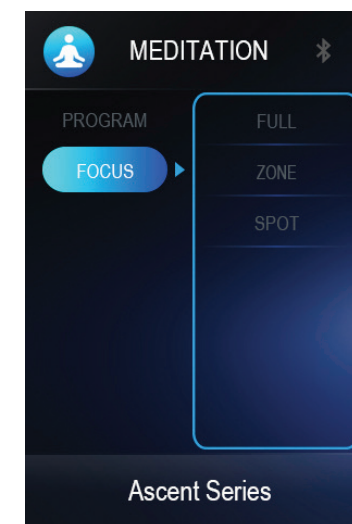 MEDITATION
PROGRAM
FOCUS
FULL
ZONE
SPOT
Ascent Series